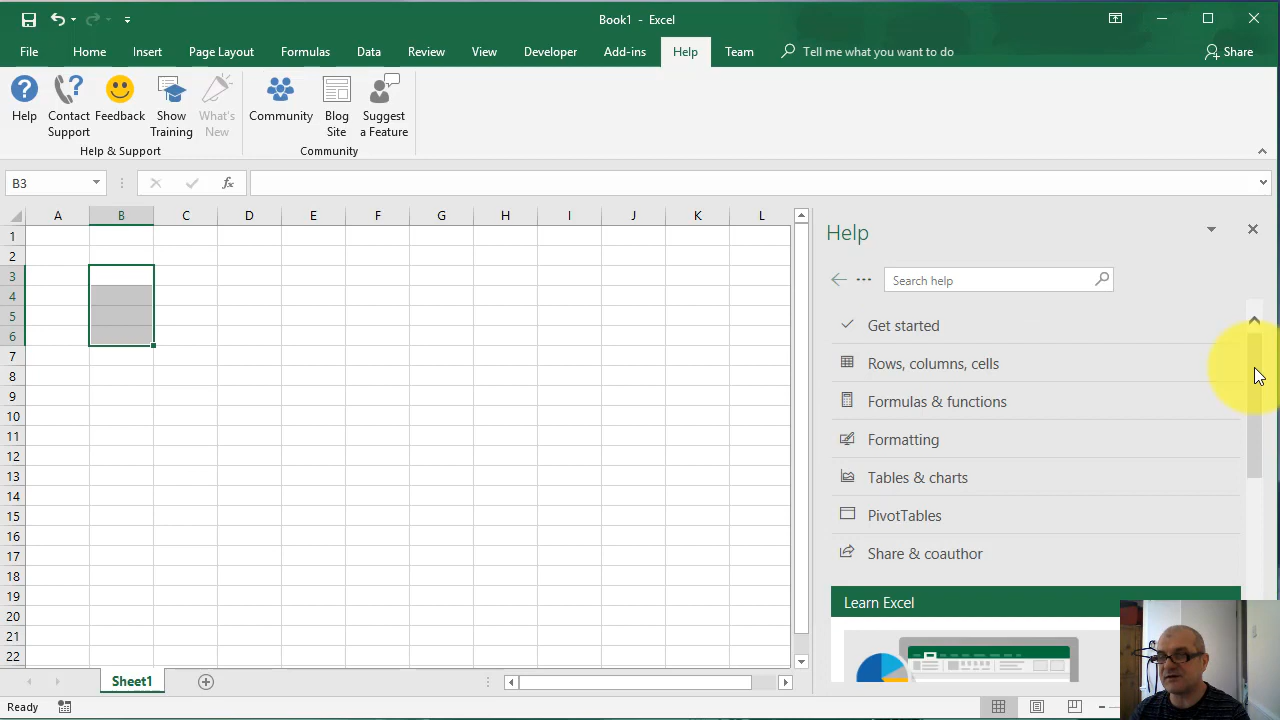 Book1 - Excel
File Home Insert Page Layout Formulas Data Review View Developer Add-ins Help Team Tell me what you want to do Share
Help Contact Support Feedback Show Training What's New Community Blog Site Suggest a Feature
Help & Support Community
B3 fx
A B C D E F G H I J K L
1
2
3
4
5
6
7
8
9
10
11
12
13
14
15
16
17
18
19
20
21
22
Help
Search help
Get started
Rows, columns, cells
Formulas & functions
Formatting
Tables & charts
PivotTables
Share & coauthor
Learn Excel
Sheet1
Ready